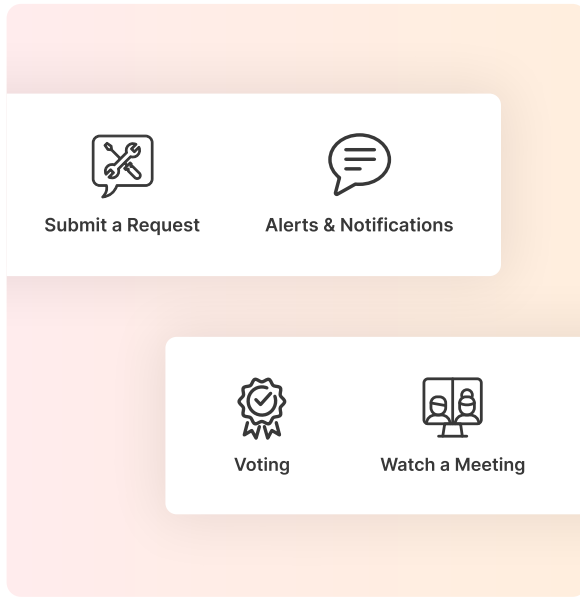 Submit a Request
Alerts & Notifications
Voting
Watch a Meeting